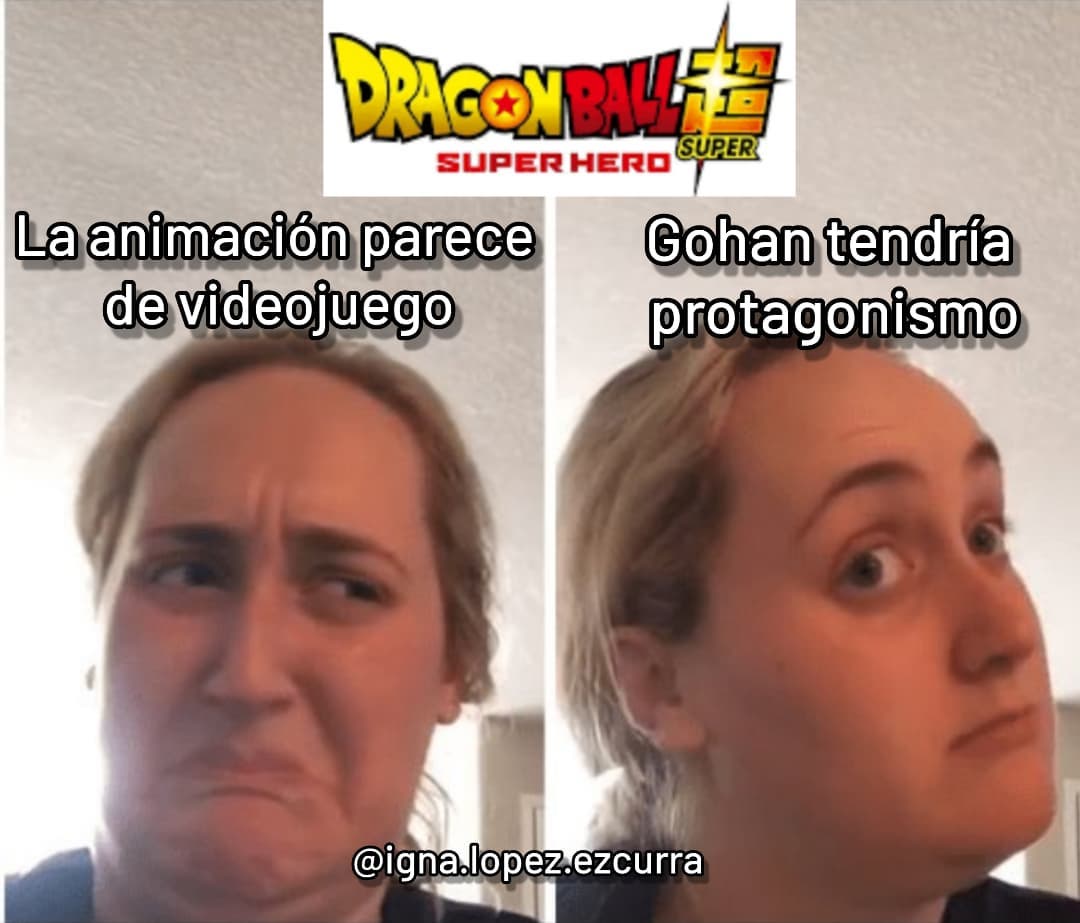 DRAGON BALL 超
SUPER
SUPER HERO
La animación parece
de videojuego
Gohan tendría
protagonismo
@igna.lopez.ezcurra